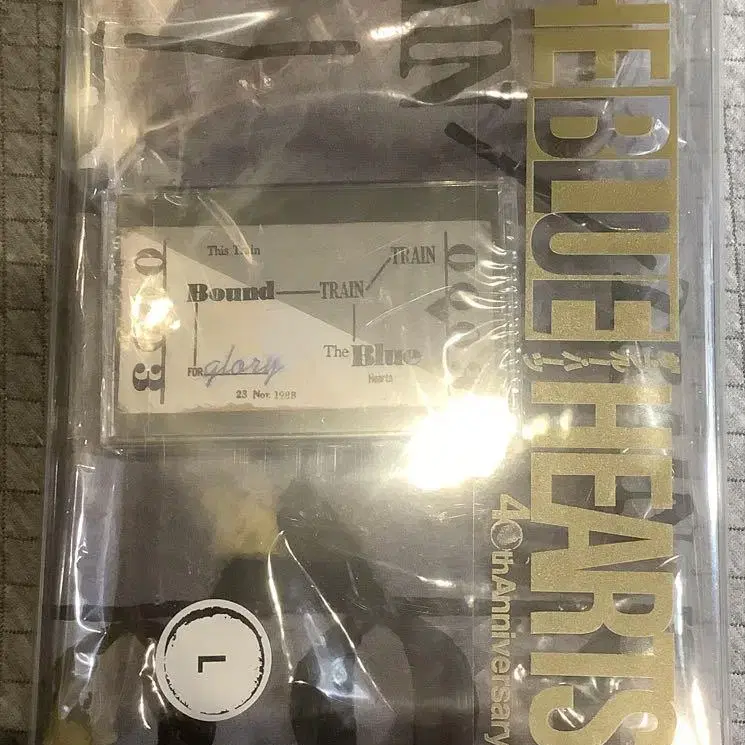 THE BLUE HEARTS
ザ・ブルーハーツ
40th Anniversary
This Train
TRAIN
Bound
TRAIN
FOR glory
The Blue
Hearts
23 Nov. 1988
L